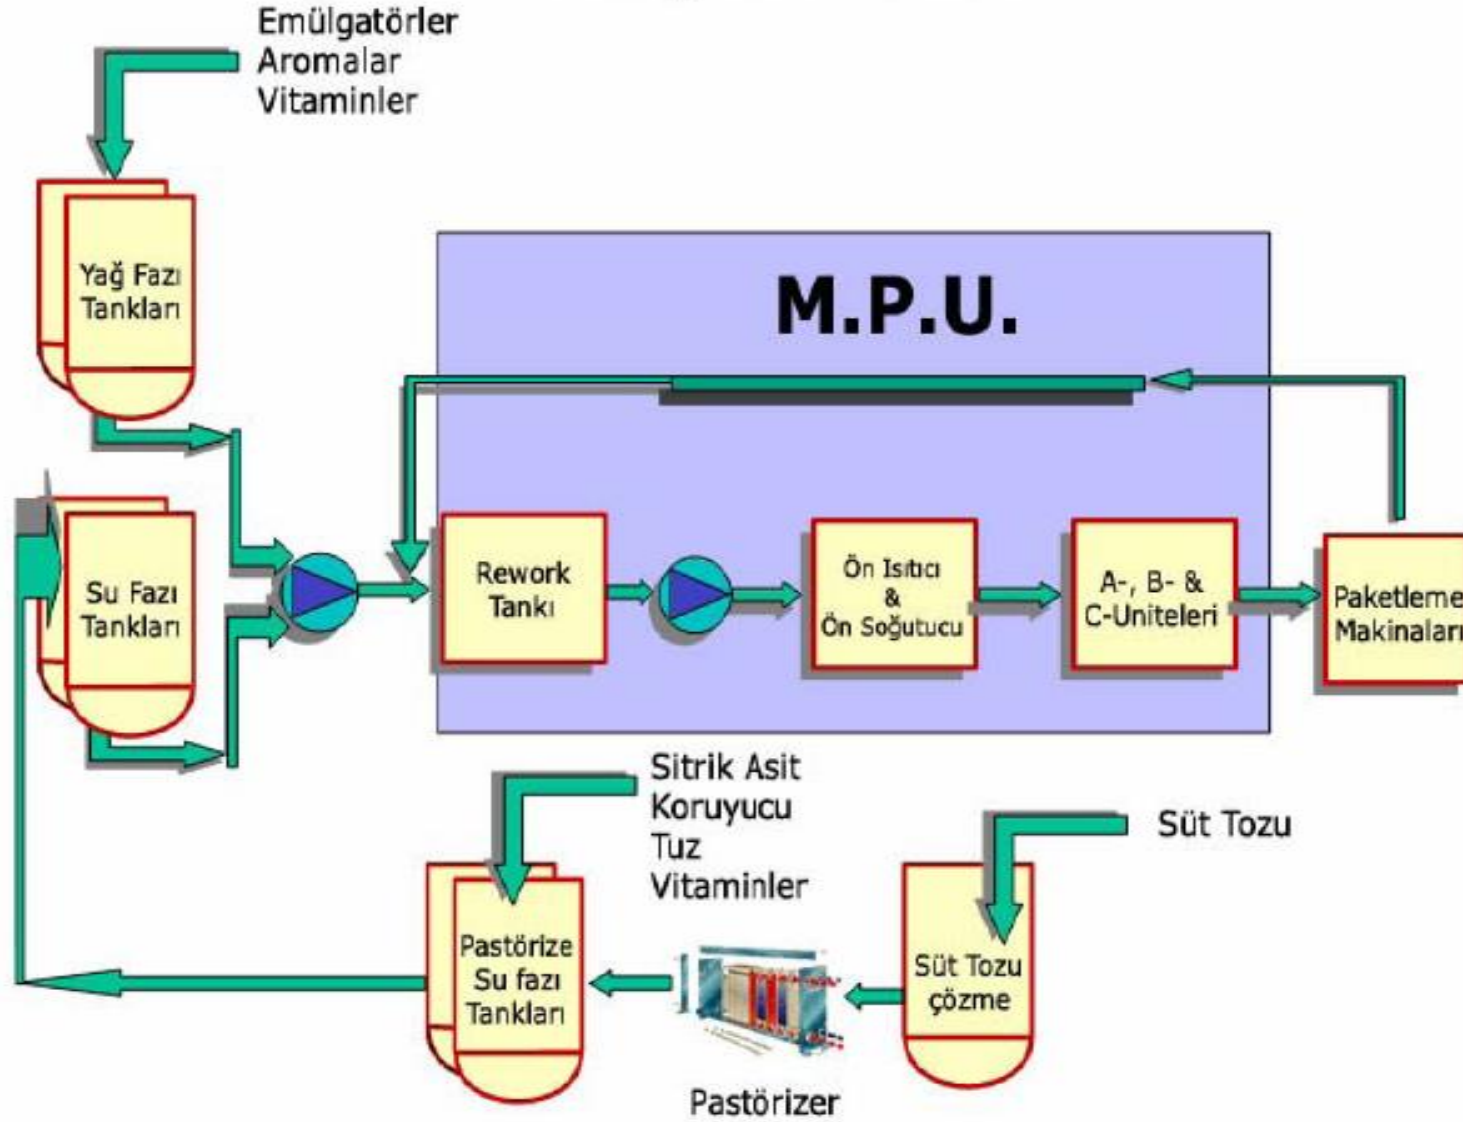 Emülgatörler
Aromalar
Vitaminler
Yağ Fazı
Tankları
M.P.U.
Su Fazı
Tankları
Rework
Tankı
Ön Isıtıcı
&
Ön Soğutucu
A-, B- &
C-Uniteleri
Paketleme
Makinaları
Sitrik Asit
Koruyucu
Tuz
Vitaminler
Süt Tozu
Pastörize
Su fazı
Tankları
Süt Tozu
çözme
Pastörizer